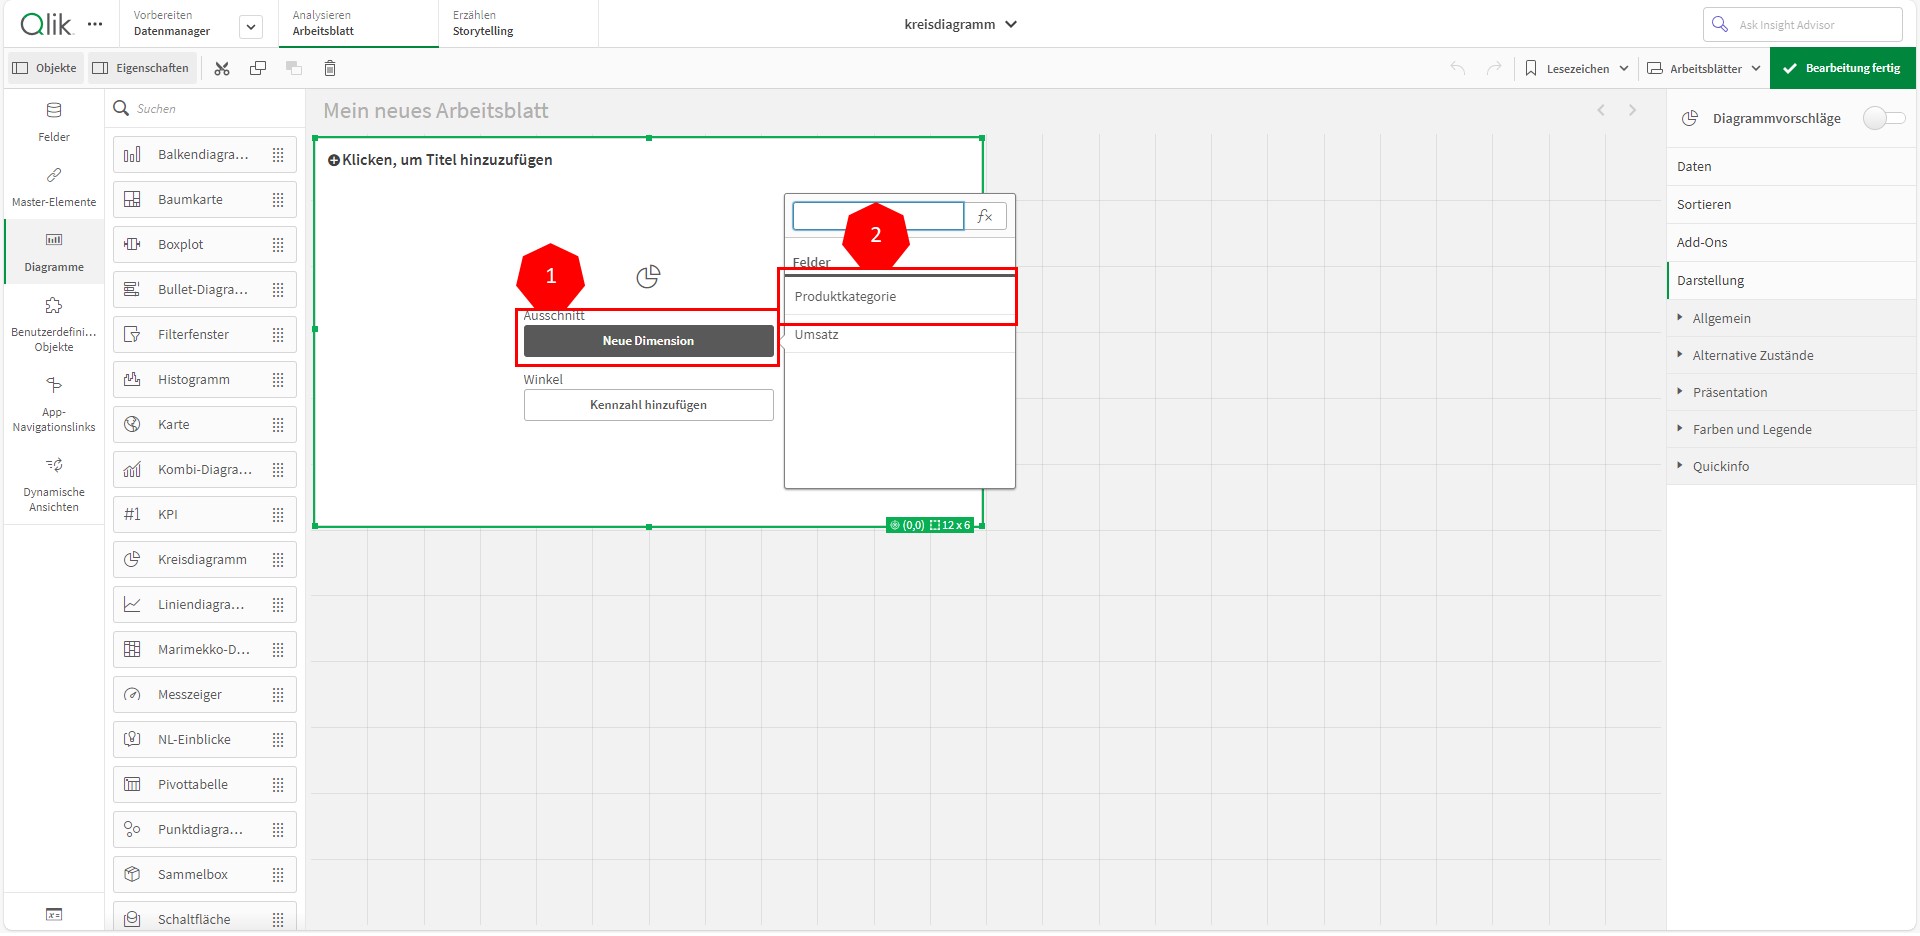 Qlik
Vorbereiten
Datenmanager
Analysieren
Arbeitsblatt
Erzählen
Storytelling
kreisdiagramm
Ask Insight Advisor
Objekte
Eigenschaften
Lesezeichen
Arbeitsblätter
Bearbeitung fertig
Felder
Master-Elemente
Diagramme
Benutzerdefini...
Objekte
App-
Navigationslinks
Dynamische
Ansichten
Suchen
Balkendiagra...
Baumkarte
Boxplot
Bullet-Diagra...
Filterfenster
Histogramm
Karte
Kombi-Diagra...
#1 KPI
Kreisdiagramm
Liniendiagra...
Marimekko-D...
Messzeiger
NL-Einblicke
Pivottabelle
Punktdiagra...
Sammelbox
Schaltfläche
Mein neues Arbeitsblatt
Klicken, um Titel hinzuzufügen
1
Ausschnitt
Neue Dimension
Winkel
Kennzahl hinzufügen
fx
2
Felder
Produktkategorie
Umsatz
(0,0) 12 x 6
Diagrammvorschläge
Daten
Sortieren
Add-Ons
Darstellung
Allgemein
Alternative Zustände
Präsentation
Farben und Legende
Quickinfo